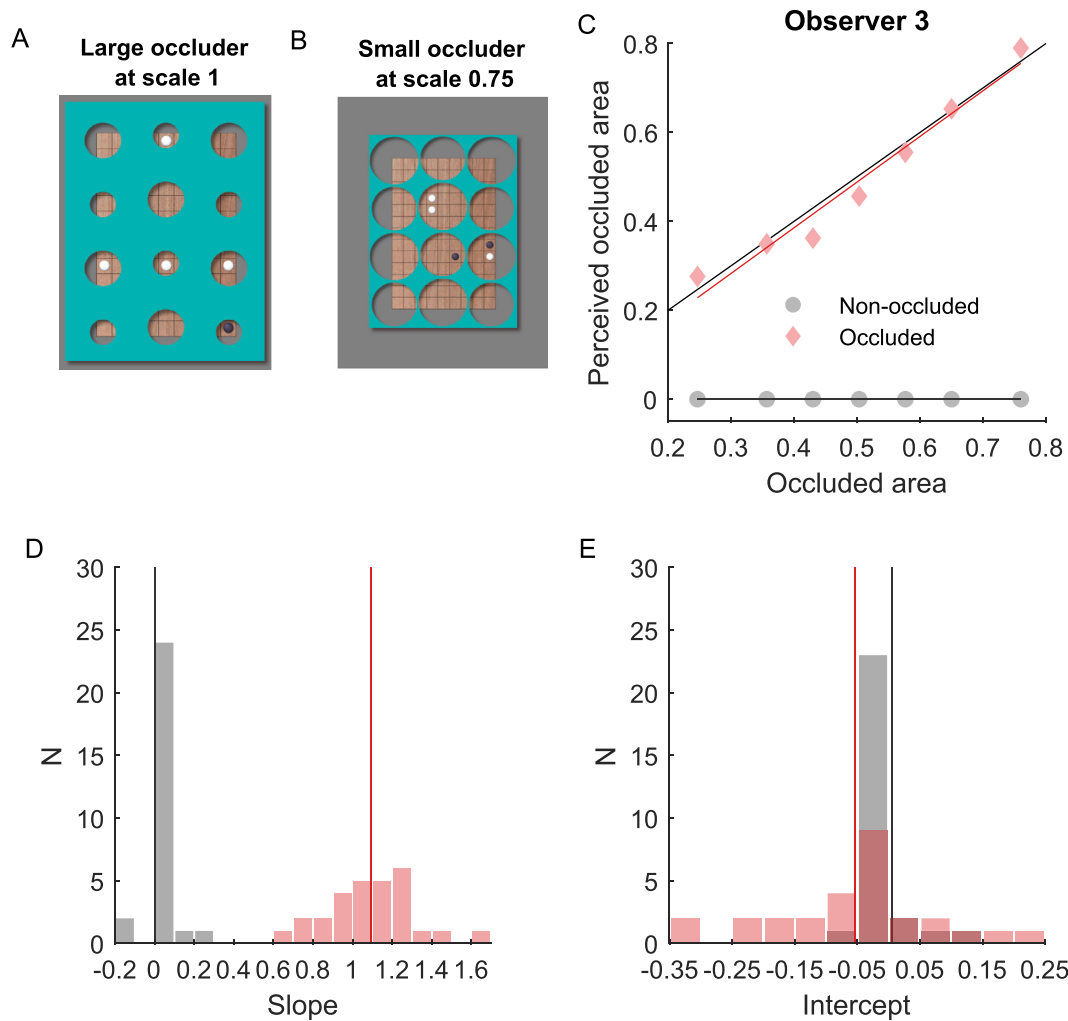 A
Large occluder
at scale 1
B
Small occluder
at scale 0.75
C
Observer 3
Perceived occluded area
0.8
0.6
0.4
0.2
0
Non-occluded
Occluded
0.2 0.3 0.4 0.5 0.6 0.7 0.8
Occluded area
D
N
30
25
20
15
10
5
0
-0.2 0 0.2 0.4 0.6 0.8 1 1.2 1.4 1.6
Slope
E
N
30
25
20
15
10
5
0
-0.35 -0.25 -0.15 -0.05 0.05 0.15 0.25
Intercept